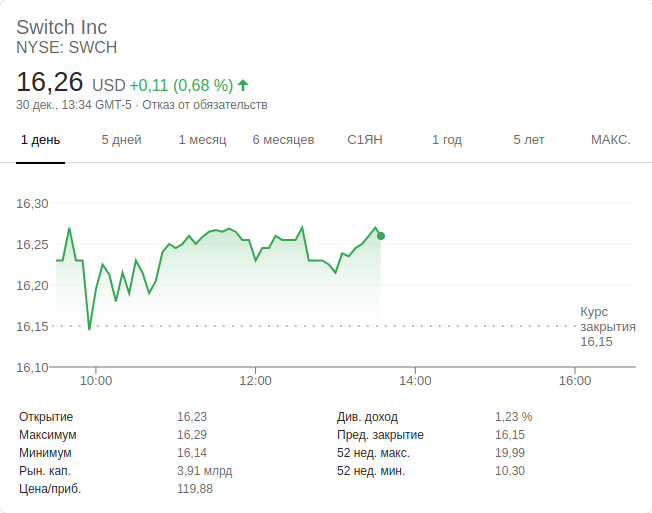 Switch Inc
NYSE: SWCH
16,26 USD +0,11 (0,68 %)
30 дек., 13:34 GMT-5 · Отказ от обязательств
1 день 5 дней 1 месяц 6 месяцев С1ЯН 1 год 5 лет МАКС.
16,30
16,25
16,20
16,15
16,10
Курс
закрытия
16,15
10:00 12:00 14:00 16:00
Открытие 16,23 Див. доход 1,23 %
Максимум 16,29 Пред. закрытие 16,15
Минимум 16,14 52 нед. макс. 19,99
Рын. кап. 3,91 млрд 52 нед. мин. 10,30
Цена/приб. 119,88